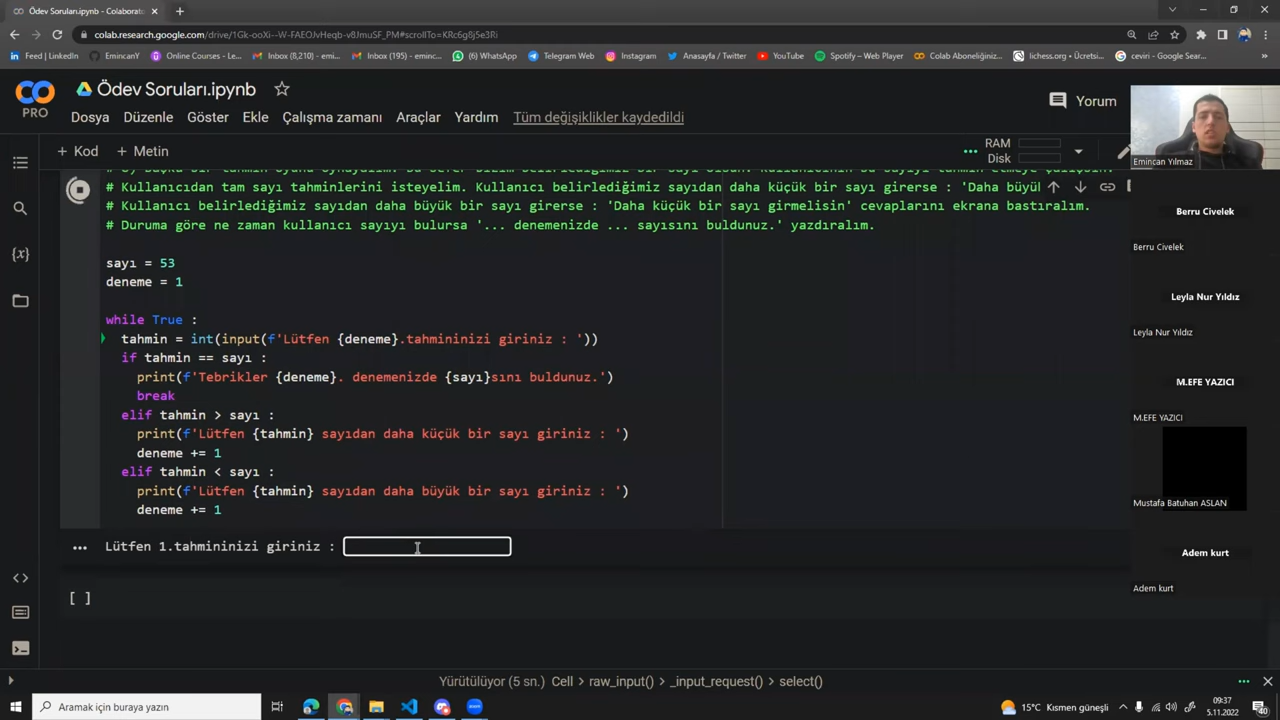 Ödev Soruları.ipynb - Colaborato
colab.research.google.com/drive/1Gk-ooXi--W-FAEOJvHeqb-v8JmuSF_PM#scrollTo=KRc6g8j5e3Ri
Feed | LinkedIn
EmincanY
Online Courses - Le...
Inbox (8,210) - emi...
Inbox (195) - eminc...
(2) WhatsApp
Telegram Web
Instagram
Anasayfa / Twitter
YouTube
Spotify – Web Player
Colab Aboneliğiniz...
lichess.org • Ücretsi...
ceviri - Google Sear...
PRO
Ödev Soruları.ipynb
Yorum
Dosya Düzenle Göster Ekle Çalışma zamanı Araçlar Yardım Tüm değişiklikler kaydedildi
+ Kod + Metin
RAM
Disk
# Kullanıcıdan tam sayı tahminlerini isteyelim. Kullanıcı belirlediğimiz sayıdan daha küçük bir sayı girerse : 'Daha büyül
# Kullanıcı belirlediğimiz sayıdan daha büyük bir sayı girerse : 'Daha küçük bir sayı girmelisin' cevaplarını ekrana bastıralım.
# Duruma göre ne zaman kullanıcı sayıyı bulursa '... denemenizde ... sayısını buldunuz.' yazdıralım.
sayı = 53
deneme = 1
while True :
tahmin = int(input(f'Lütfen {deneme}.tahmininizi giriniz : '))
if tahmin == sayı :
print(f'Tebrikler {deneme}. denemenizde {sayı}sını buldunuz.')
break
elif tahmin > sayı :
print(f'Lütfen {tahmin} sayıdan daha küçük bir sayı giriniz : ')
deneme += 1
elif tahmin < sayı :
print(f'Lütfen {tahmin} sayıdan daha büyük bir sayı giriniz : ')
deneme += 1
Lütfen 1.tahmininizi giriniz :
[ ]
Yürütülüyor (5 sn.) Cell > raw_input() > _input_request() > select()
Emincan Yılmaz
Berru Civelek
Berru Civelek
Leyla Nur Yıldız
Leyla Nur Yıldız
M.EFE YAZICI
M.EFE YAZICI
Mustafa Batuhan ASLAN
Adem kurt
Adem kurt
Aramak için buraya yazın
15°C Kısmen güneşli
09:37
5.11.2022
40